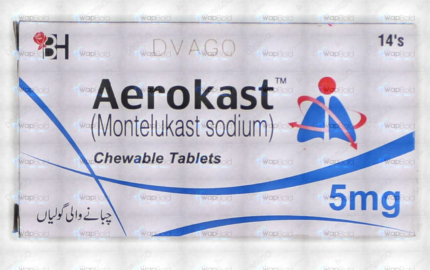 BH
DVAGO
14's
Aerokast™
(Montelukast sodium)
Chewable Tablets
5mg
چبانے والی گولیاں